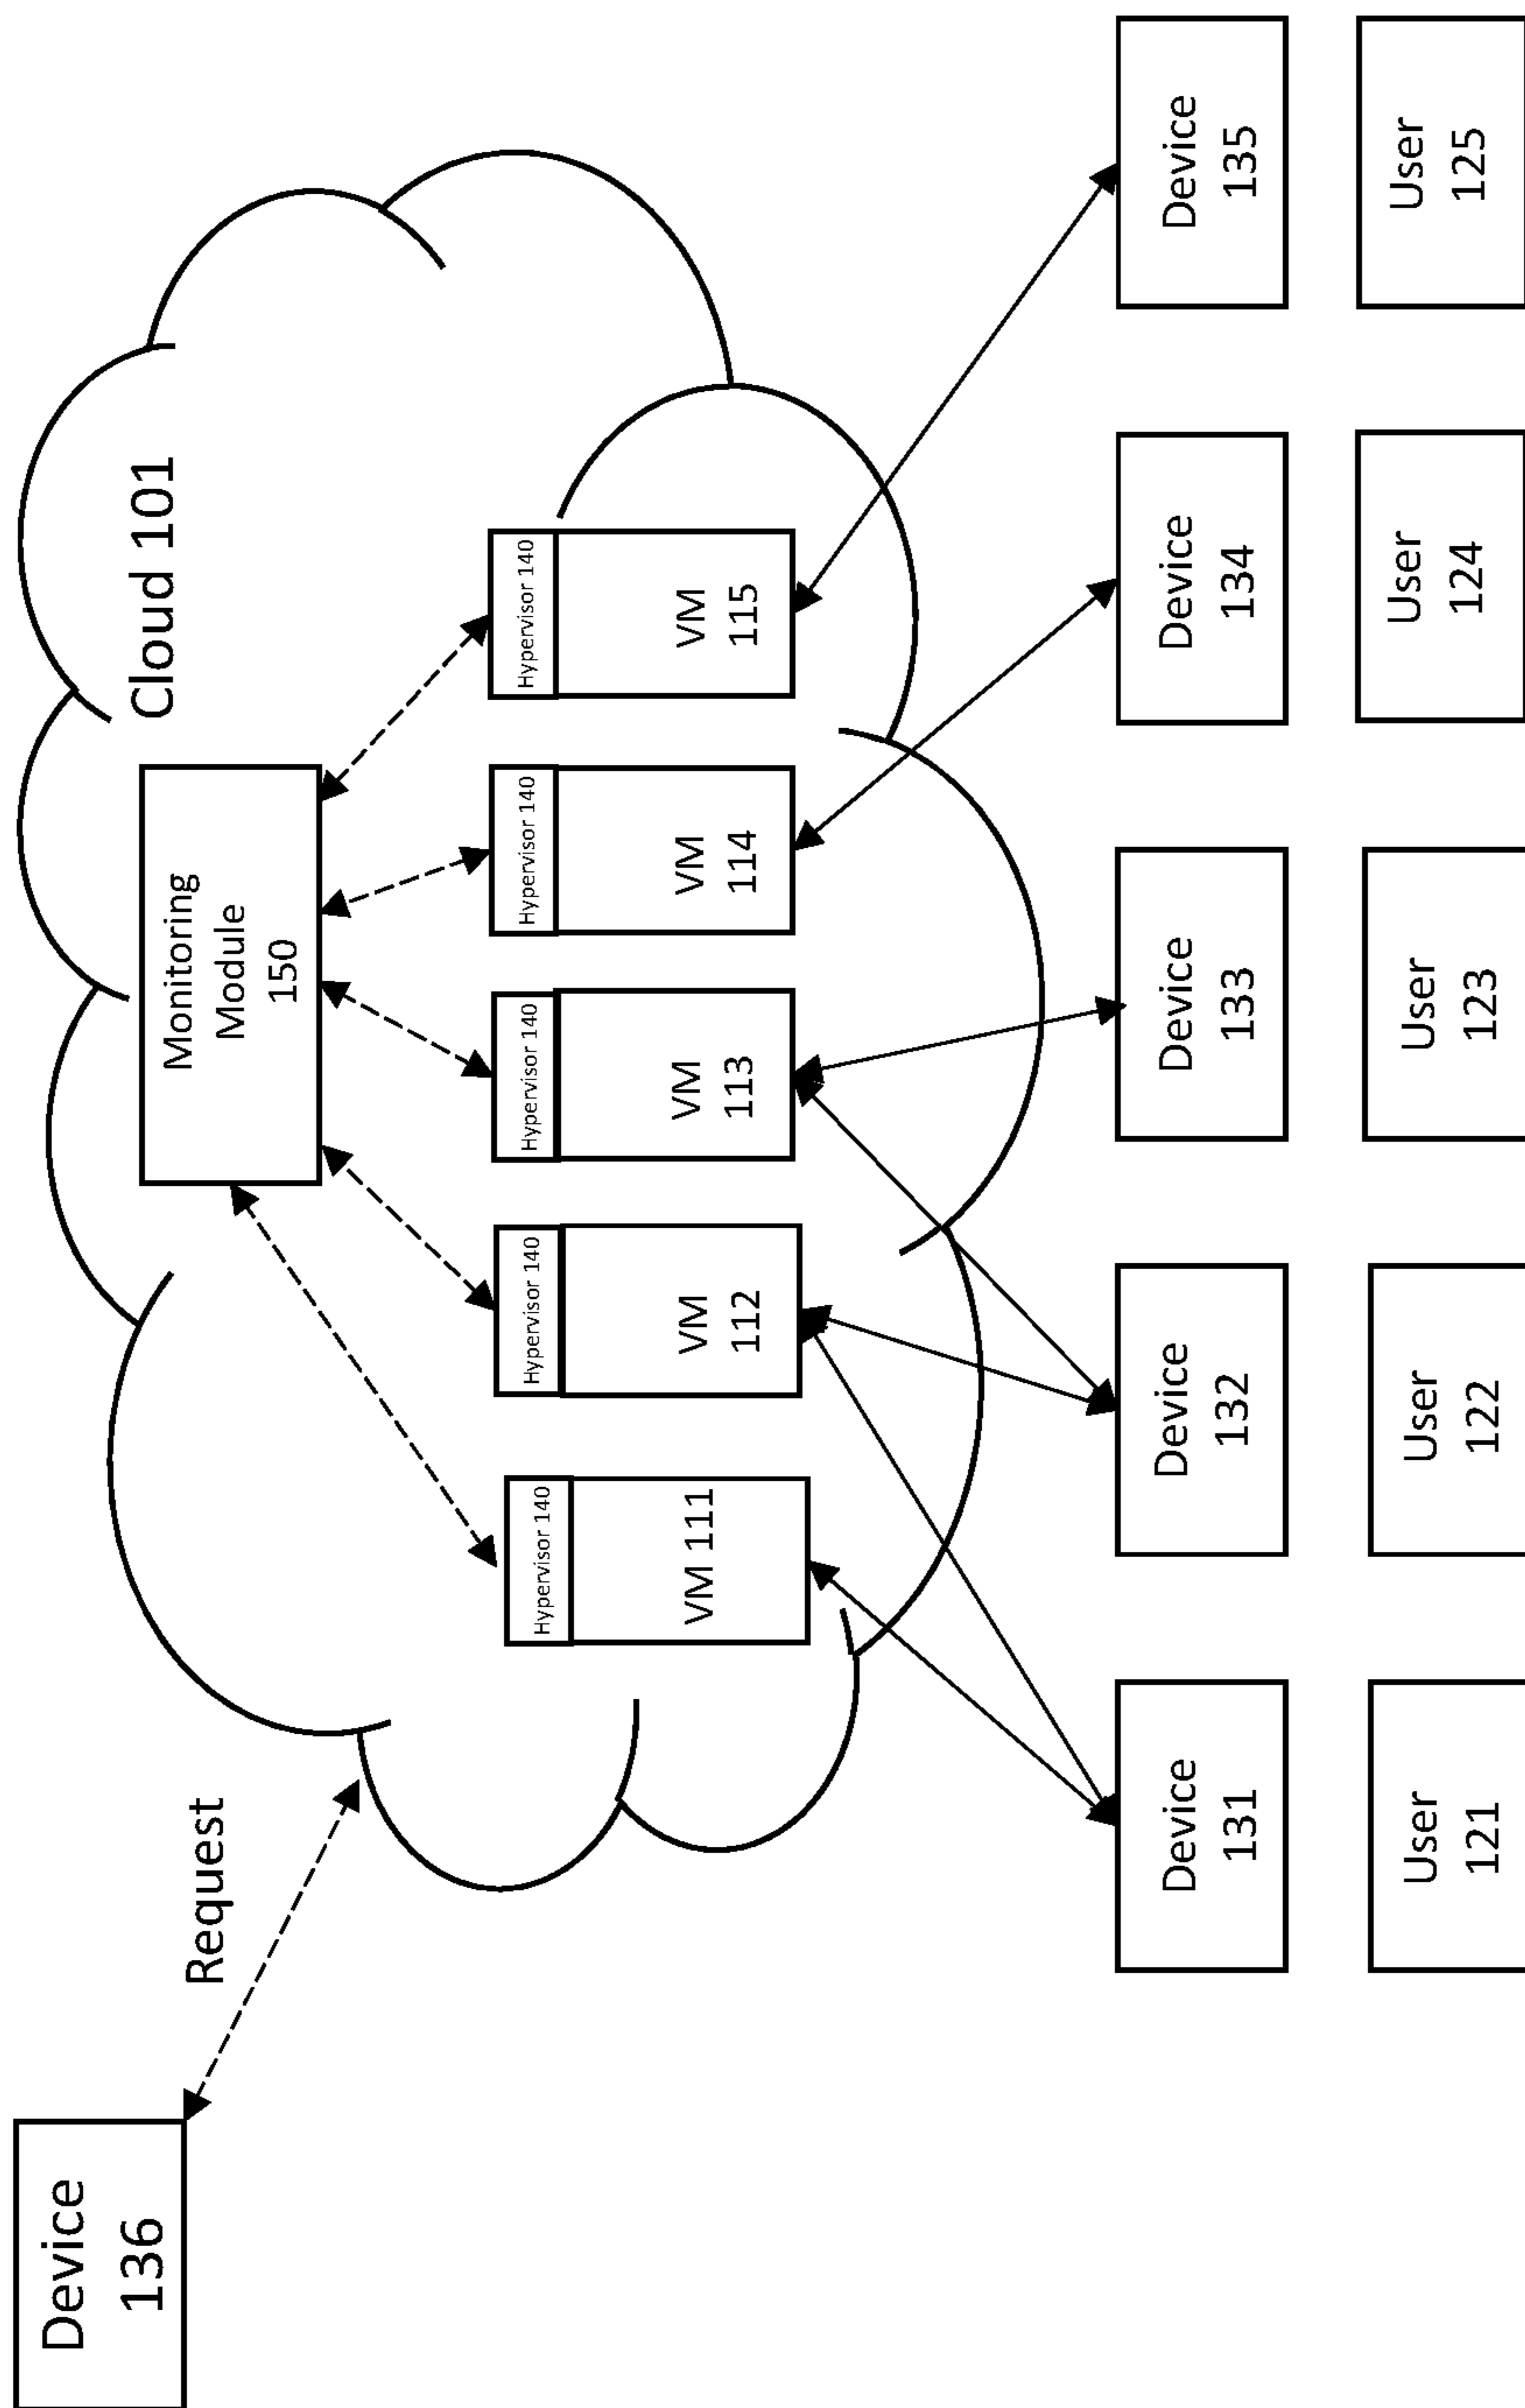 Device
136
Request
Cloud 101
Monitoring
Module
150
Hypervisor 140
VM 111
Hypervisor 140
VM
112
Hypervisor 140
VM
113
Hypervisor 140
VM
114
Hypervisor 140
VM
115
Device
131
Device
132
Device
133
Device
134
Device
135
User
121
User
122
User
123
User
124
User
125